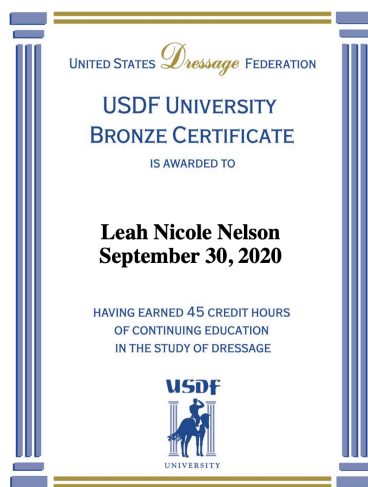 UNITED STATES Dressage FEDERATION
USDF UNIVERSITY
BRONZE CERTIFICATE
IS AWARDED TO
Leah Nicole Nelson
September 30, 2020
HAVING EARNED 45 CREDIT HOURS
OF CONTINUING EDUCATION
IN THE STUDY OF DRESSAGE
USDF
UNIVERSITY